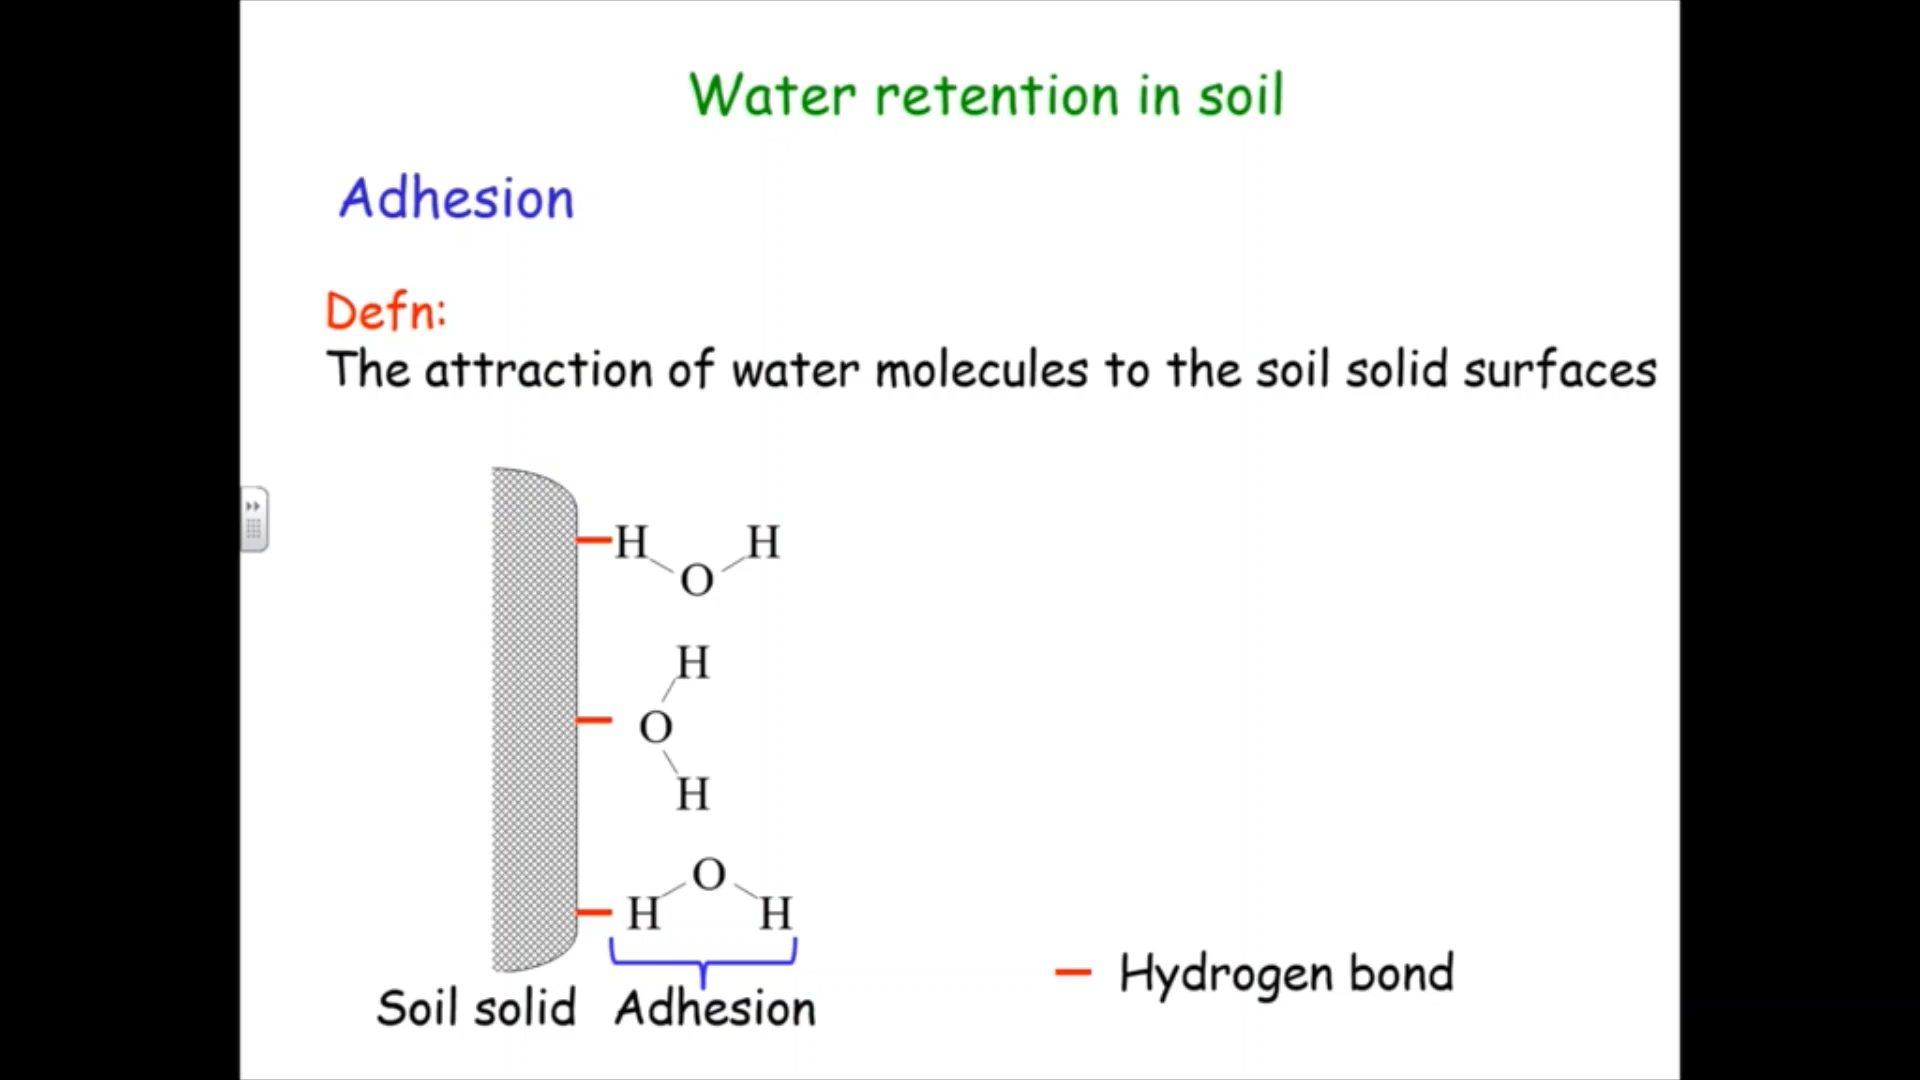 Water retention in soil
Adhesion
Defn:
The attraction of water molecules to the soil solid surfaces
H H
O
H
O
H
O
H H
Hydrogen bond
Soil solid Adhesion